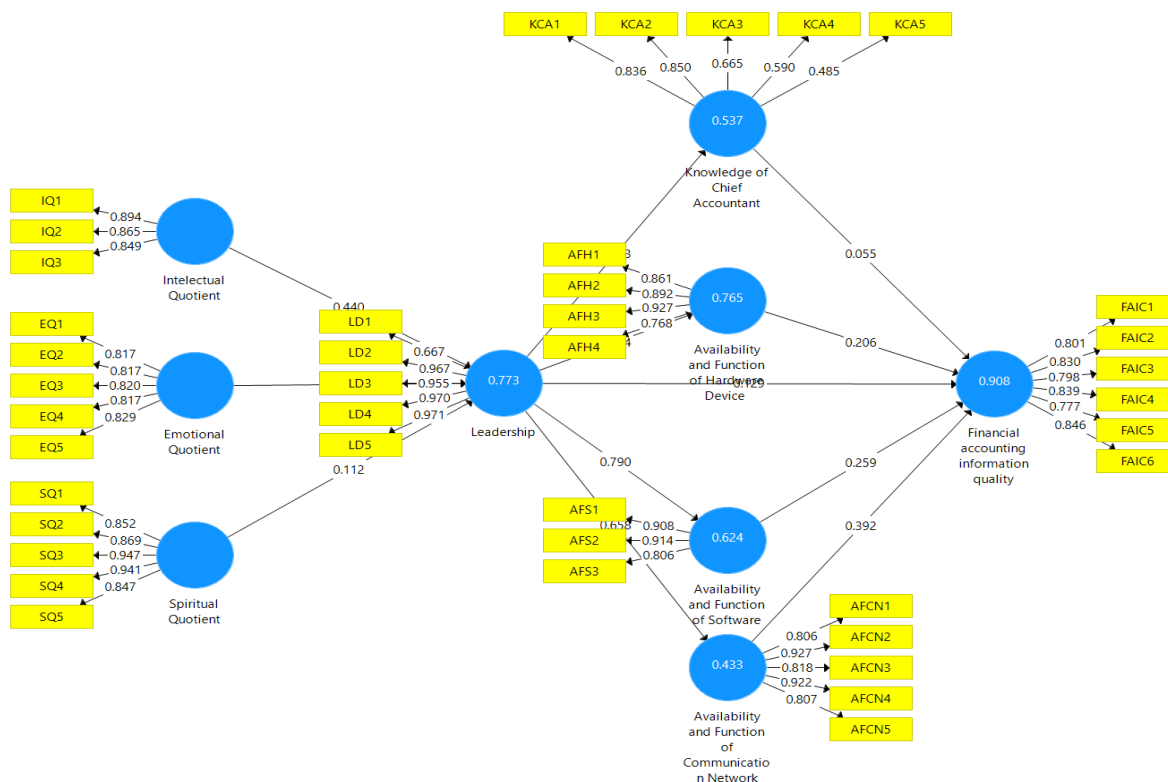 KCA1
KCA2
KCA3
KCA4
KCA5
0.836
0.850
0.665
0.590
0.485
0.537
Knowledge of
Chief
Accountant
IQ1
IQ2
IQ3
0.894
0.865
0.849
Intelectual
Quotient
0.440
EQ1
EQ2
EQ3
EQ4
EQ5
0.817
0.817
0.820
0.817
0.829
Emotional
Quotient
SQ1
SQ2
SQ3
SQ4
SQ5
0.852
0.869
0.947
0.941
0.847
Spiritual
Quotient
0.112
LD1
LD2
LD3
LD4
LD5
0.667
0.967
0.955
0.970
0.971
0.773
Leadership
AFH1
AFH2
AFH3
AFH4
0.861
0.892
0.927
0.768
0.765
Availability
and Function
of Hardware
Device
0.055
0.206
0.129
0.790
0.658
AFS1
AFS2
AFS3
0.908
0.914
0.806
0.624
Availability
and Function
of Software
0.259
0.392
0.433
Availability
and Function
of
Communicatio
n Network
AFCN1
AFCN2
AFCN3
AFCN4
AFCN5
0.806
0.927
0.818
0.922
0.807
0.908
Financial
accounting
information
quality
FAIC1
FAIC2
FAIC3
FAIC4
FAIC5
FAIC6
0.801
0.830
0.798
0.839
0.777
0.846